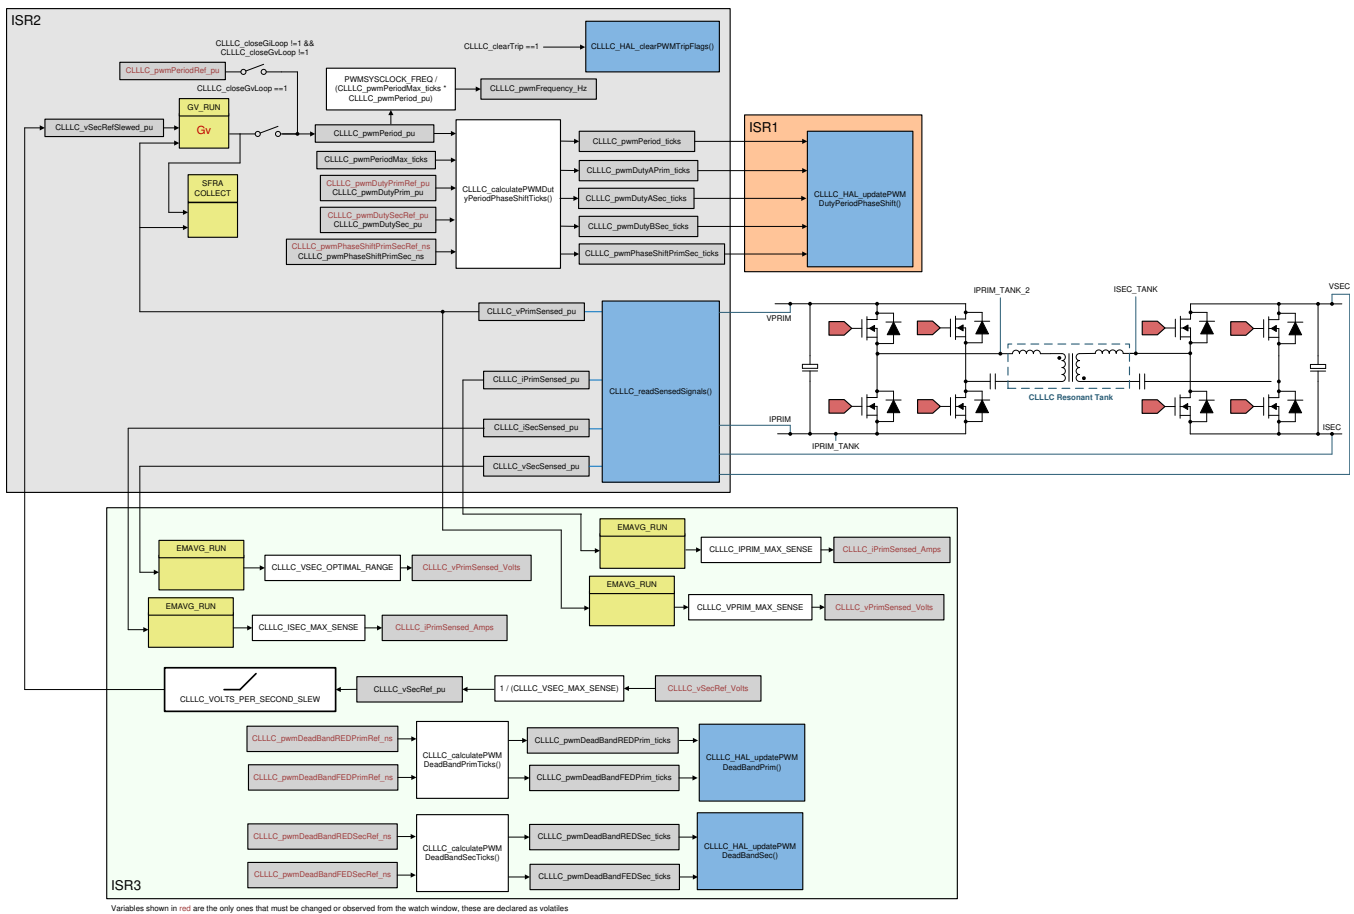 ISR2
CLLLC_closeGiLoop !=1 &&
CLLLC_closeGvLoop !=1
CLLLC_pwmPeriodRef_pu
CLLLC_closeGvLoop ==1
CLLLC_clearTrip ==1
CLLLC_HAL_clearPWMTripFlags()
PWMSYSCLOCK_FREQ /
(CLLLC_pwmPeriodMax_ticks *
CLLLC_pwmPeriod_pu)
CLLLC_pwmFrequency_Hz
GV_RUN
Gv
CLLLC_vSecRefSlewed_pu
SFRA
COLLECT
CLLLC_pwmPeriod_pu
CLLLC_pwmPeriodMax_ticks
CLLLC_pwmDutyPrimRef_pu
CLLLC_pwmDutyPrim_pu
CLLLC_pwmDutySecRef_pu
CLLLC_pwmDutySec_pu
CLLLC_pwmPhaseShiftPrimSecRef_ns
CLLLC_pwmPhaseShiftPrimSec_ns
CLLLC_calculatePWMDut
yPeriodPhaseShiftTicks()
CLLLC_pwmPeriod_ticks
CLLLC_pwmDutyAPrim_ticks
CLLLC_pwmDutyASec_ticks
CLLLC_pwmDutyBSec_ticks
CLLLC_pwmPhaseShiftPrimSec_ticks
ISR1
CLLLC_HAL_updatePWM
DutyPeriodPhaseShift()
CLLLC_vPrimSensed_pu
CLLLC_iPrimSensed_pu
CLLLC_iSecSensed_pu
CLLLC_vSecSensed_pu
CLLLC_readSensedSignals()
VPRIM
IPRIM
IPRIM_TANK
IPRIM_TANK_2
ISEC_TANK
VSEC
ISEC
CLLLC Resonant Tank
EMAVG_RUN
CLLLC_VSEC_OPTIMAL_RANGE
CLLLC_vPrimSensed_Volts
EMAVG_RUN
CLLLC_ISEC_MAX_SENSE
CLLLC_iPrimSensed_Amps
EMAVG_RUN
CLLLC_IPRIM_MAX_SENSE
CLLLC_iPrimSensed_Amps
EMAVG_RUN
CLLLC_VPRIM_MAX_SENSE
CLLLC_vPrimSensed_Volts
CLLLC_VOLTS_PER_SECOND_SLEW
CLLLC_vSecRef_pu
1 / (CLLLC_VSEC_MAX_SENSE)
CLLLC_vSecRef_Volts
CLLLC_pwmDeadBandREDPrimRef_ns
CLLLC_pwmDeadBandFEDPrimRef_ns
CLLLC_calculatePWM
DeadBandPrimTicks()
CLLLC_pwmDeadBandREDPrim_ticks
CLLLC_pwmDeadBandFEDPrim_ticks
CLLLC_HAL_updatePWM
DeadBandPrim()
CLLLC_pwmDeadBandREDSecRef_ns
CLLLC_pwmDeadBandFEDSecRef_ns
CLLLC_calculatePWM
DeadBandSecTicks()
CLLLC_pwmDeadBandREDSec_ticks
CLLLC_pwmDeadBandFEDSec_ticks
CLLLC_HAL_updatePWM
DeadBandSec()
ISR3
Variables shown in red are the only ones that must be changed or observed from the watch window, these are declared as volatiles